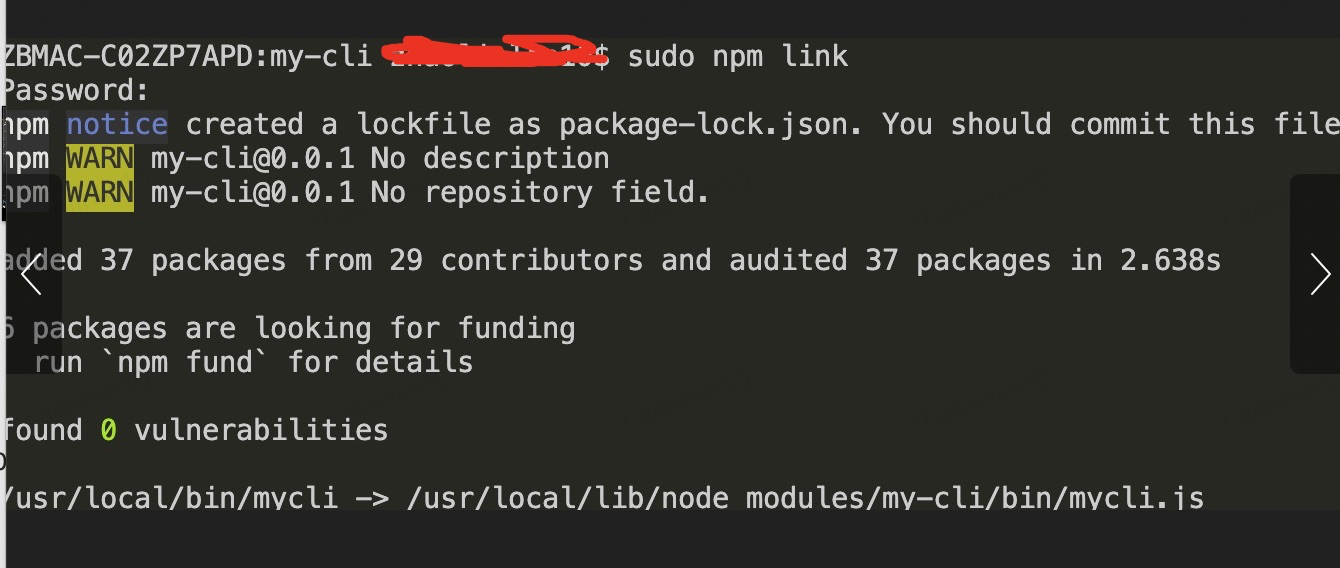 ZBMAC-C02ZP7APD:my-cli $ sudo npm link
Password:
npm notice created a lockfile as package-lock.json. You should commit this file
npm WARN my-cli@0.0.1 No description
npm WARN my-cli@0.0.1 No repository field.
added 37 packages from 29 contributors and audited 37 packages in 2.638s
6 packages are looking for funding
run `npm fund` for details
found 0 vulnerabilities
/usr/local/bin/mycli -> /usr/local/lib/node_modules/my-cli/bin/mycli.js